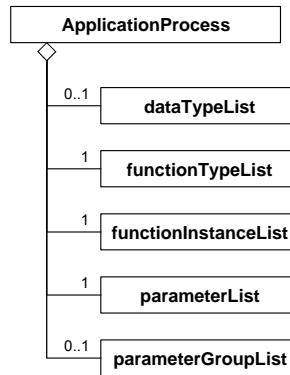 ApplicationProcess
0..1
dataTypeList
1
functionTypeList
1
functionInstanceList
1
parameterList
0..1
parameterGroupList